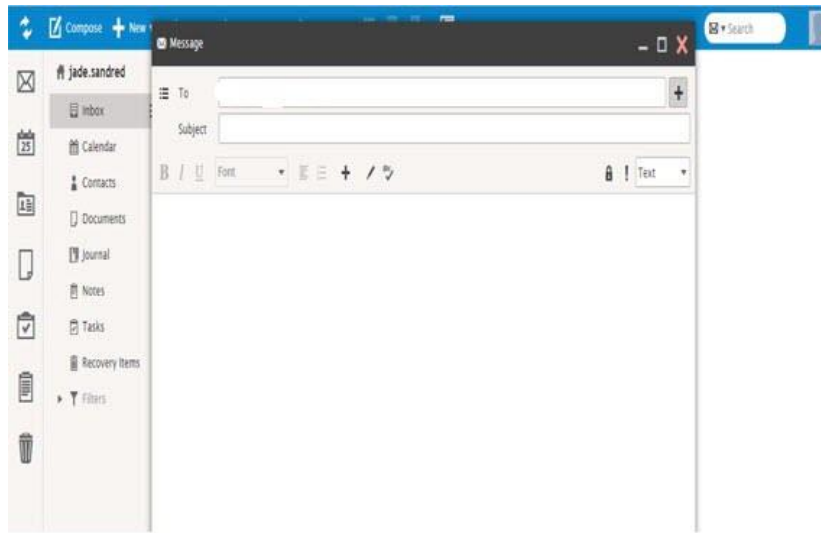 Compose New
Search
Message
jade.sandred
To
Inbox
Subject
25
Calendar
B I U Font Text
Contacts
Documents
Journal
Notes
Tasks
Recovery Items
Filters